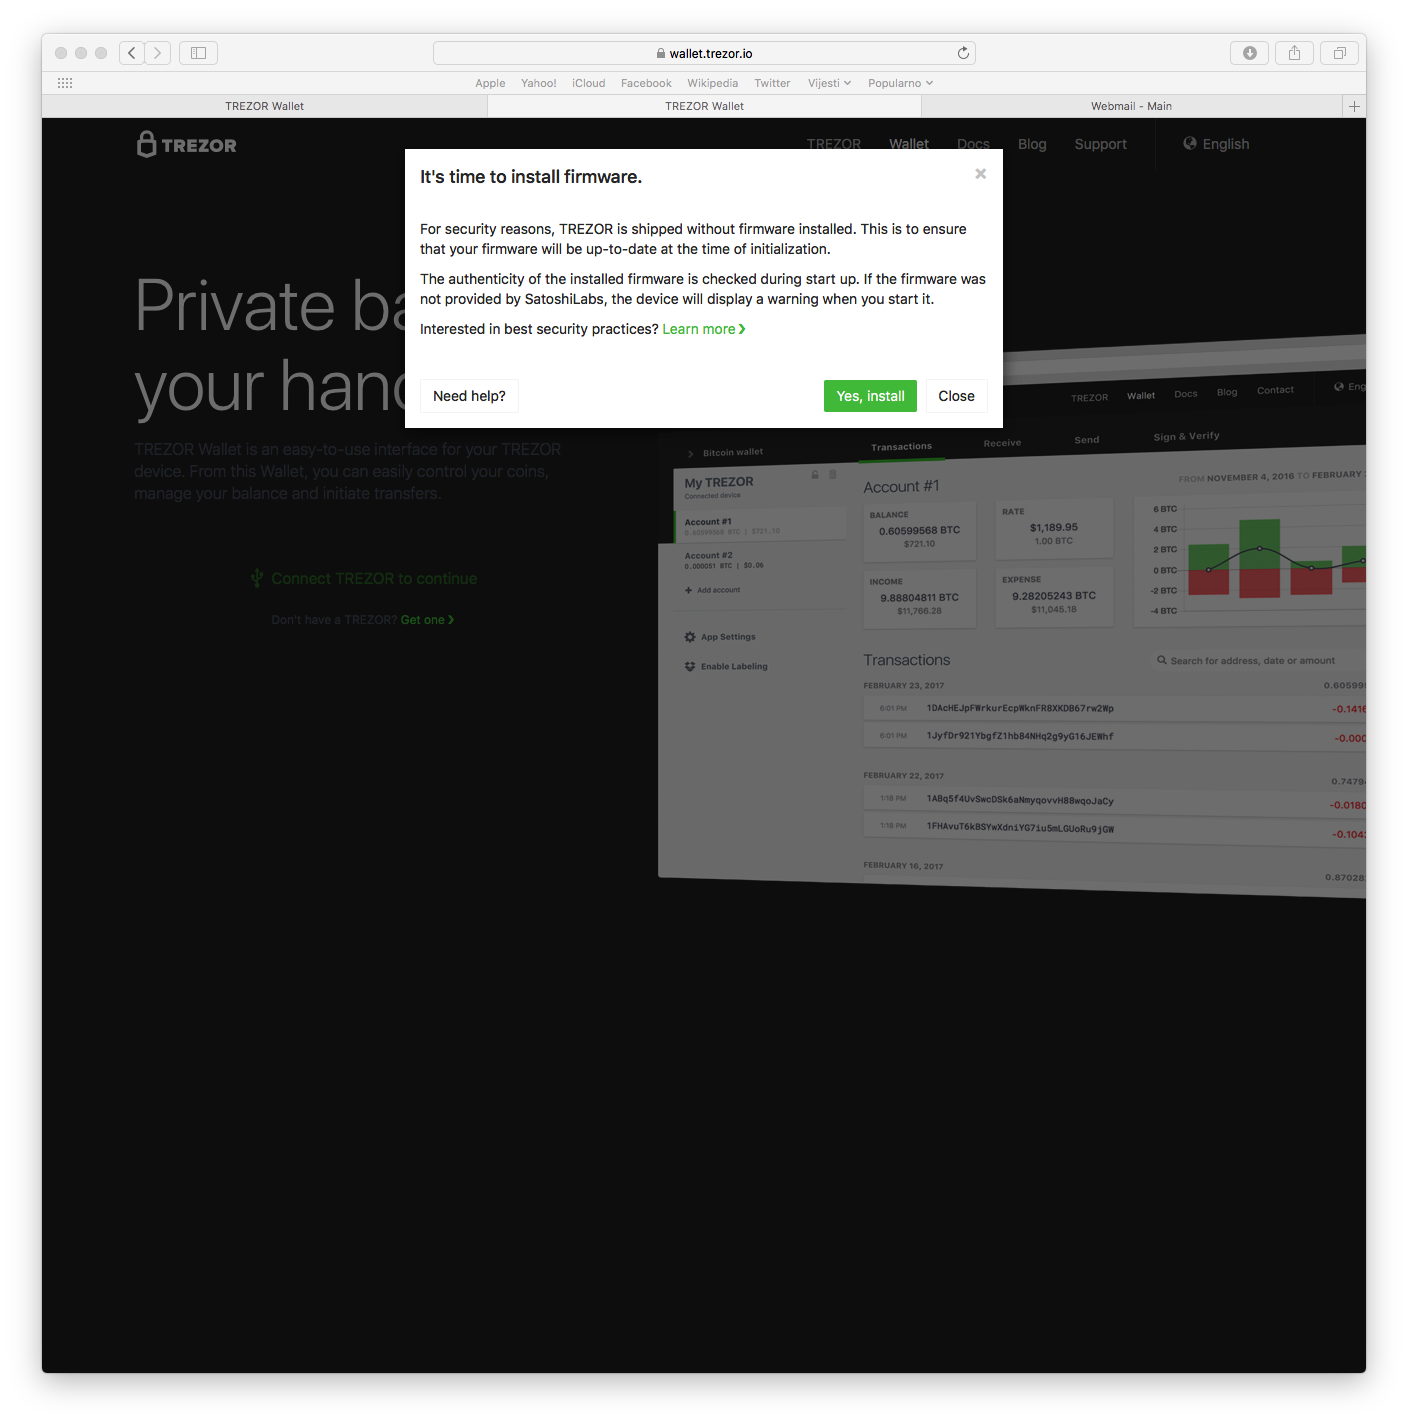 wallet.trezor.io
Apple Yahoo! iCloud Facebook Wikipedia Twitter Vijesti Popularno
TREZOR Wallet TREZOR Wallet Webmail - Main
TREZOR TREZOR Wallet Docs Blog Support English
It's time to install firmware.
For security reasons, TREZOR is shipped without firmware installed. This is to ensure
that your firmware will be up-to-date at the time of initialization.
The authenticity of the installed firmware is checked during start up. If the firmware was
not provided by SatoshiLabs, the device will display a warning when you start it.
Interested in best security practices? Learn more
Need help? Yes, install Close
Private ba
your hand
TREZOR Wallet is an easy-to-use interface for your TREZOR
device. From this Wallet, you can easily control your coins,
manage your balance and initiate transfers.
Connect TREZOR to continue
Don't have a TREZOR? Get one
TREZOR Wallet Docs Blog Contact Eng
Bitcoin wallet Transactions Receive Send Sign & Verify
My TREZOR
Connected device
Account #1
0.60599568 BTC | $721.10
Account #2
0.000051 BTC | $0.06
Add account
App Settings
Enable Labeling
Account #1
FROM NOVEMBER 4, 2016 TO FEBRUARY
BALANCE
0.60599568 BTC
$721.10
RATE
$1,189.95
1.00 BTC
INCOME
9.88804811 BTC
$11,766.28
EXPENSE
9.28205243 BTC
$11,045.18
6 BTC
4 BTC
2 BTC
0 BTC
-2 BTC
-4 BTC
Transactions Search for address, date or amount
FEBRUARY 23, 2017 0.60599
6:01 PM 1DAcHEJpFWrkurEcpWknFR8XKDB67rw2Wp -0.1416
6:01 PM 1JyfDr921YbgfZ1hb84NHq2g9yG16JEWhf -0.000
FEBRUARY 22, 2017 0.7479
1:18 PM 1ABq5f4UvSwcDSk6aNmyqovvH88wqoJaCy -0.0180
1:18 PM 1FHAvuT6kBSYwXdniYG7iu5mLGUoRu9jGW -0.104
FEBRUARY 16, 2017 0.87028